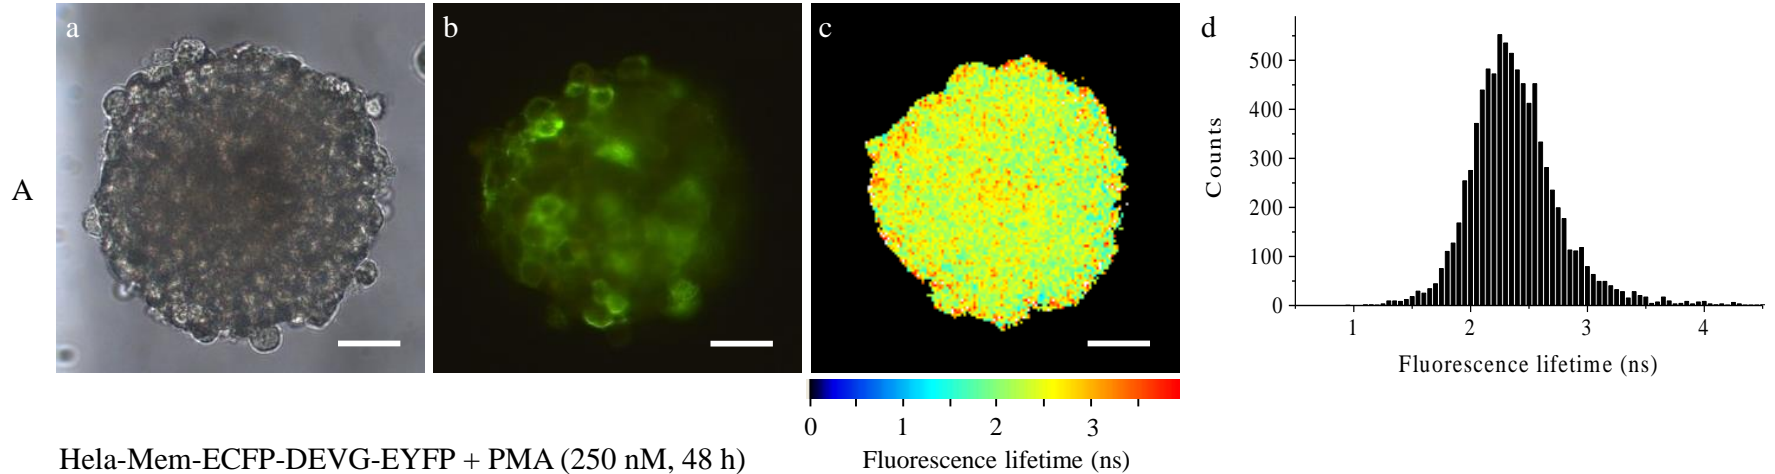 a
b
c
d
A
500
400
300
200
100
0
Counts
1 2 3 4
Fluorescence lifetime (ns)
0 1 2 3
Fluorescence lifetime (ns)
Hela-Mem-ECFP-DEVG-EYFP + PMA (250 nM, 48 h)